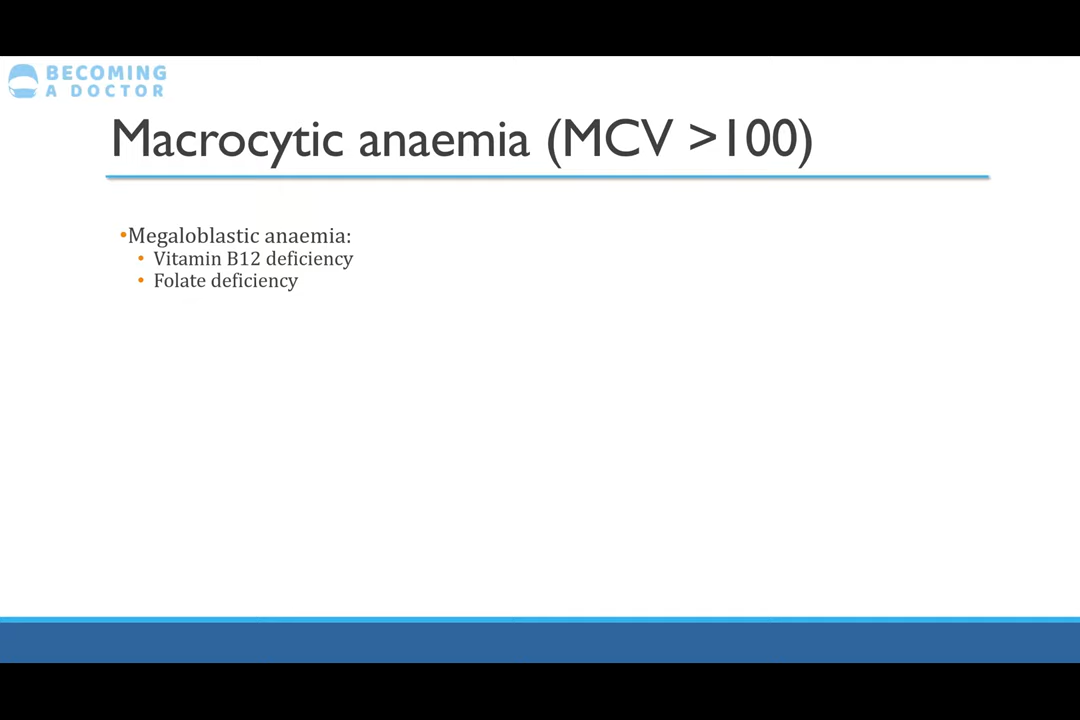 BECOMING
A DOCTOR
Macrocytic anaemia (MCV >100)
•Megaloblastic anaemia:
• Vitamin B12 deficiency
• Folate deficiency